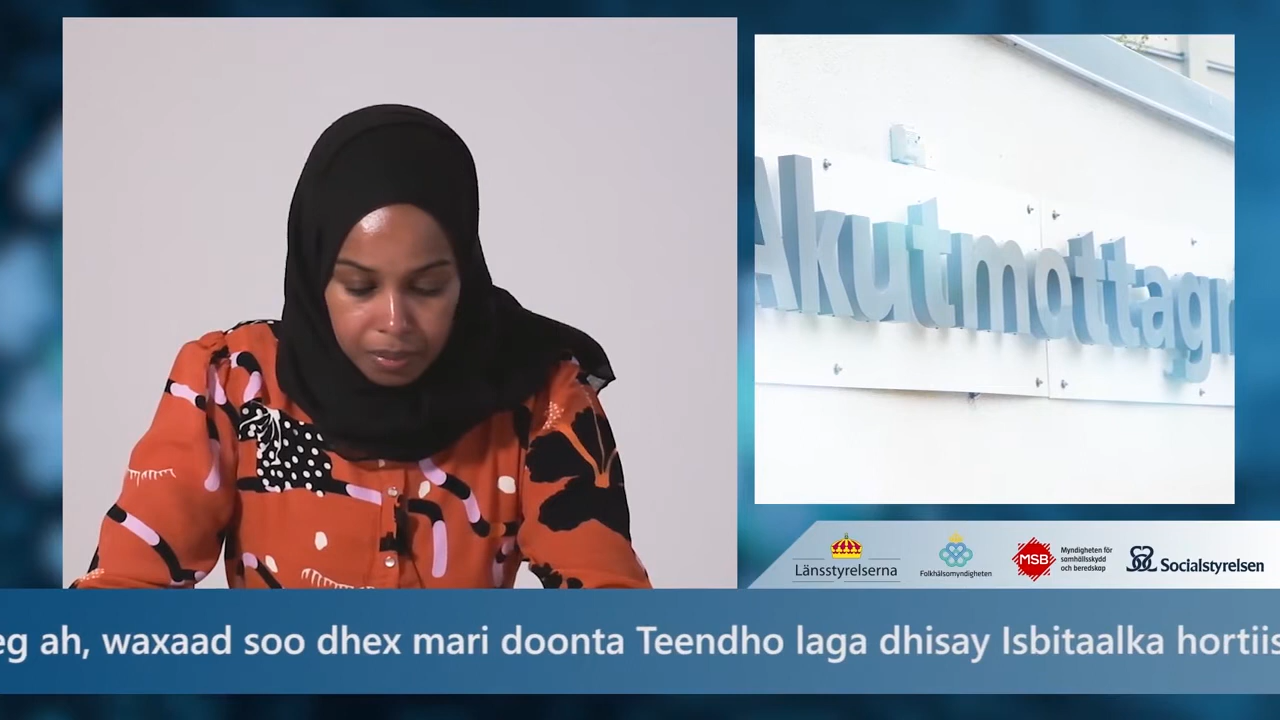 Akutmottagn
Länsstyrelserna
Folkhälsomyndigheten
MSB
Myndigheten för
samhällsskydd
och beredskap
Socialstyrelsen
eg ah, waxaad soo dhex mari doonta Teendho laga dhisay Isbitaalka hortiis